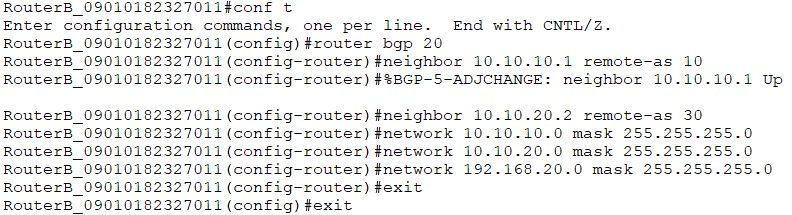 RouterB_09010182327011#conf t
Enter configuration commands, one per line.  End with CNTL/Z.
RouterB_09010182327011(config)#router bgp 20
RouterB_09010182327011(config-router)#neighbor 10.10.10.1 remote-as 10
RouterB_09010182327011(config-router)#%BGP-5-ADJCHANGE: neighbor 10.10.10.1 Up
RouterB_09010182327011(config-router)#neighbor 10.10.20.2 remote-as 30
RouterB_09010182327011(config-router)#network 10.10.10.0 mask 255.255.255.0
RouterB_09010182327011(config-router)#network 10.10.20.0 mask 255.255.255.0
RouterB_09010182327011(config-router)#network 192.168.20.0 mask 255.255.255.0
RouterB_09010182327011(config-router)#exit
RouterB_09010182327011(config)#exit